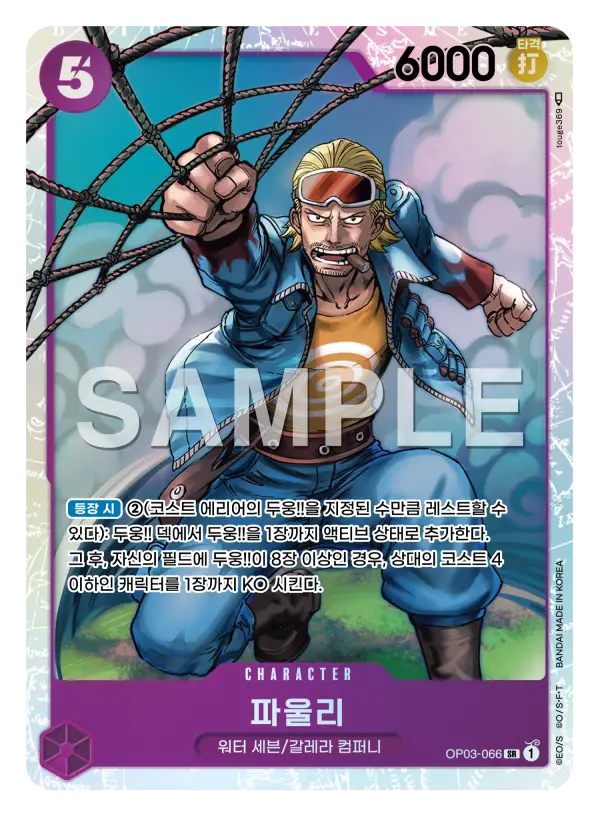 5
6000
타격
打
touge369
SAMPLE
등장 시 ②(코스트 에리어의 두웅!!을 지정된 수만큼 레스트할 수
있다): 두웅!! 덱에서 두웅!!을 1장까지 액티브 상태로 추가한다.
그 후, 자신의 필드에 두웅!!이 8장 이상인 경우, 상대의 코스트 4
이하인 캐릭터를 1장까지 KO 시킨다.
CHARACTER
파울리
워터 세븐/갈레라 컴퍼니
OP03-066 SR 1
©EO/S ©O/S·F·T BANDAI MADE IN KOREA